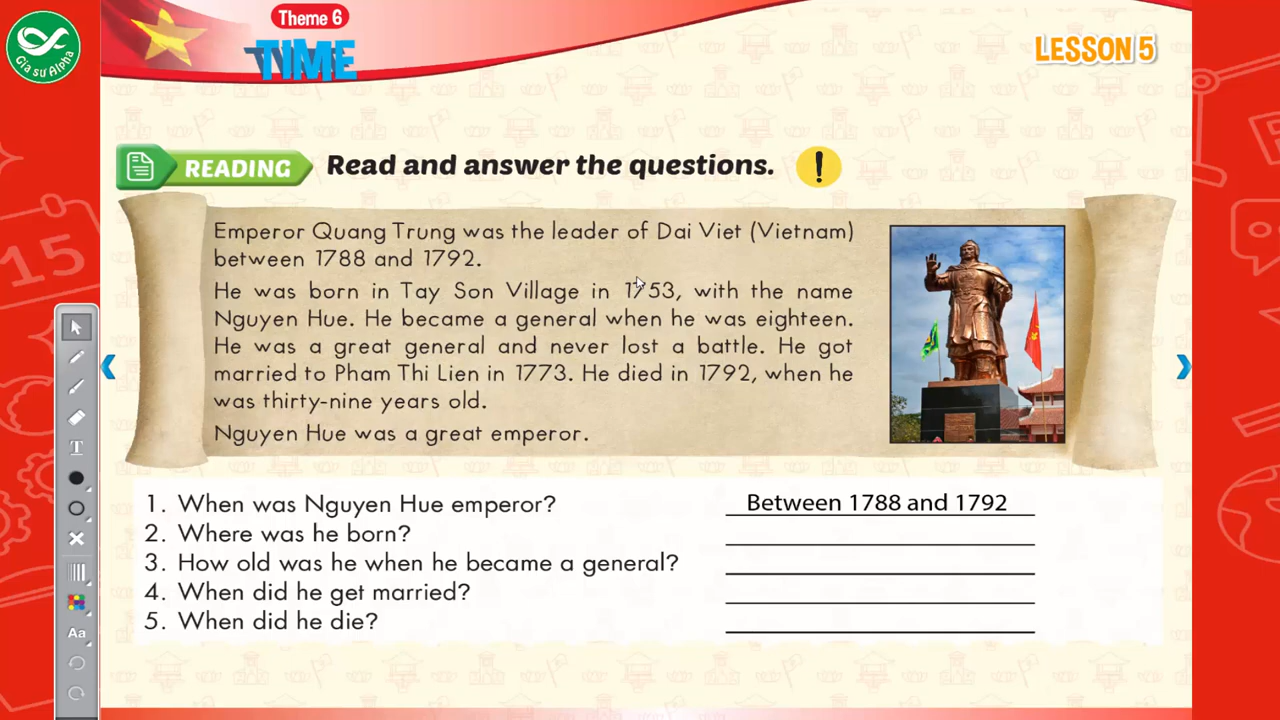 Gia sư Alpha
Theme 6
TIME
LESSON 5
READING
Read and answer the questions.
!
Emperor Quang Trung was the leader of Dai Viet (Vietnam)
between 1788 and 1792.
He was born in Tay Son Village in 1753, with the name
Nguyen Hue. He became a general when he was eighteen.
He was a great general and never lost a battle. He got
married to Pham Thi Lien in 1773. He died in 1792, when he
was thirty-nine years old.
Nguyen Hue was a great emperor.
1. When was Nguyen Hue emperor? Between 1788 and 1792
2. Where was he born?
3. How old was he when he became a general?
4. When did he get married?
5. When did he die?
T
Aa
15